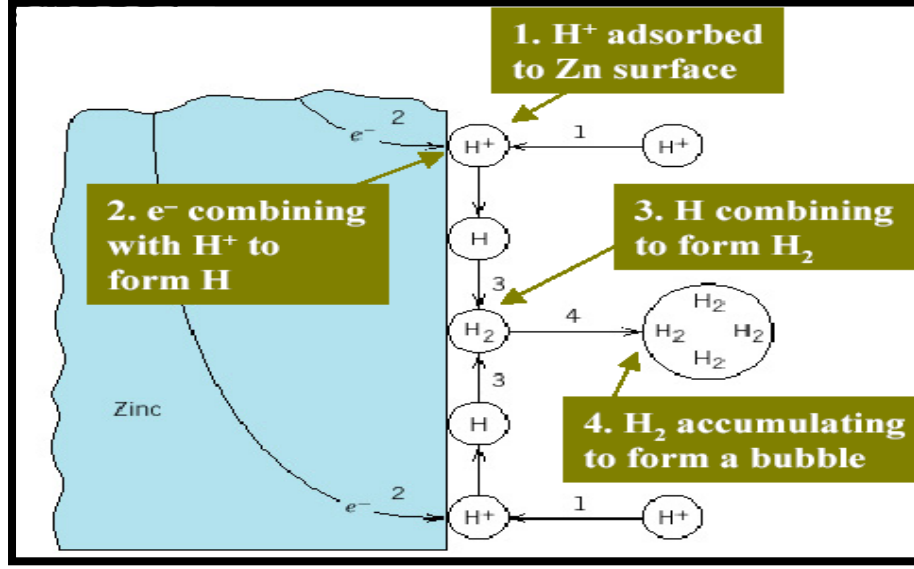 1. H⁺ adsorbed
to Zn surface
2
e⁻
H⁺
1
H⁺
2. e⁻ combining
with H⁺ to
form H
H
3. H combining
to form H₂
3
H₂
4
H₂
H₂
H₂
H₂
3
Zinc
H
4. H₂ accumulating
to form a bubble
2
e⁻
H⁺
1
H⁺